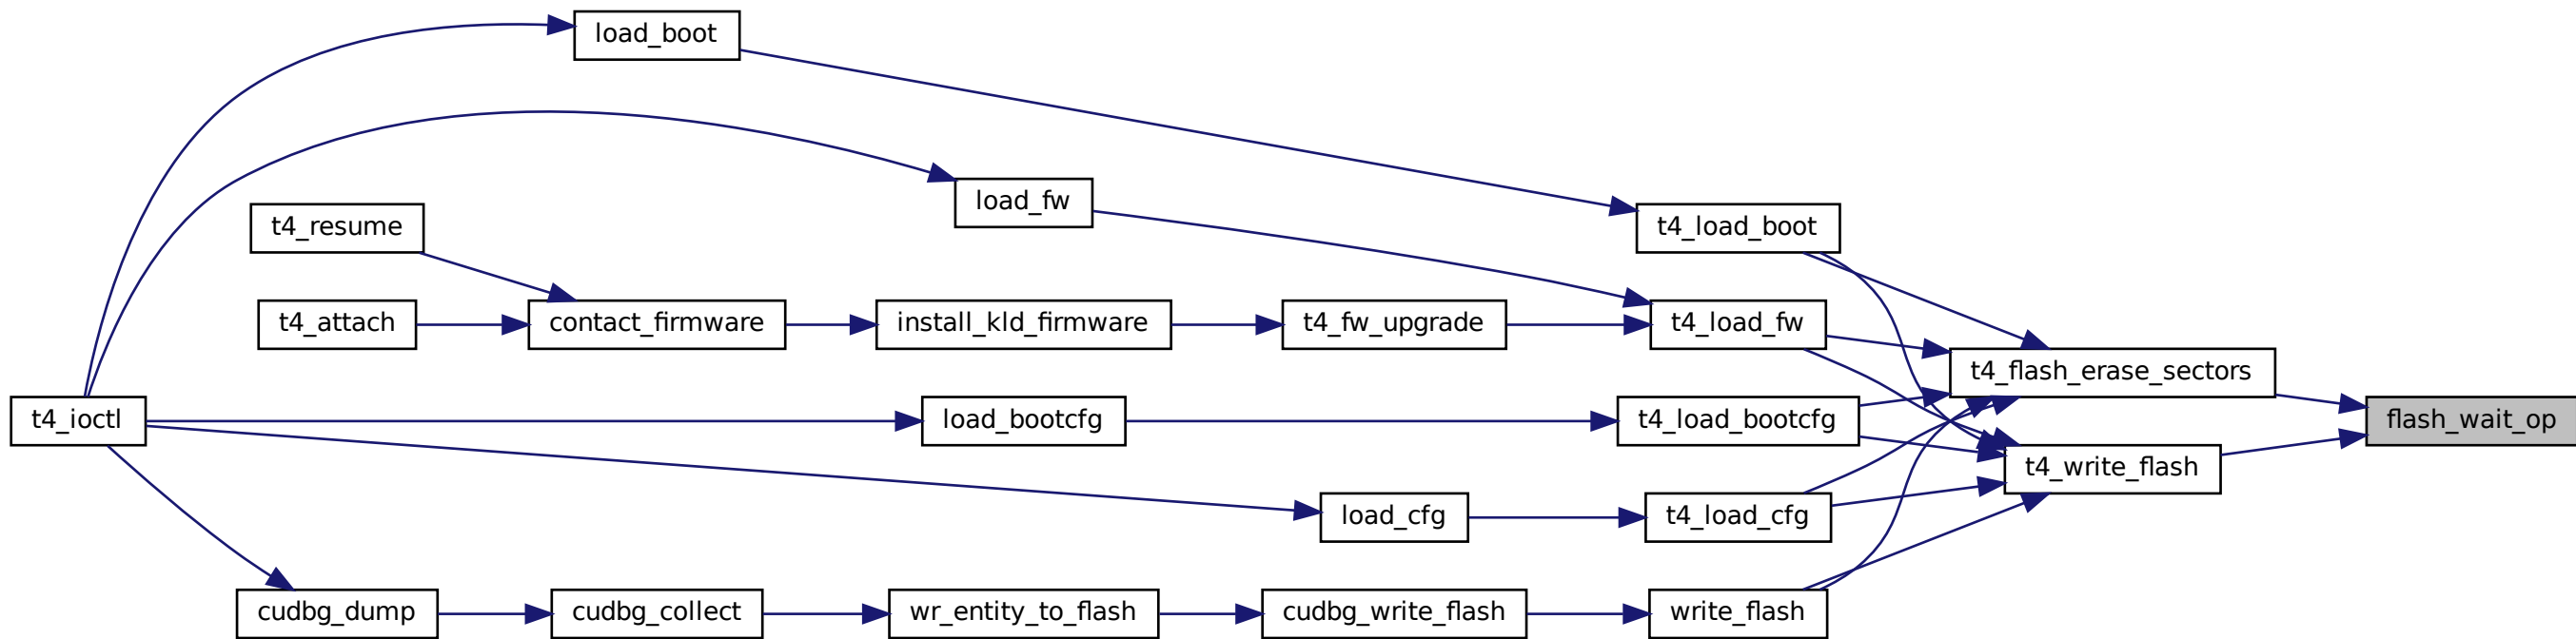 load_boot
load_fw
t4_resume
t4_load_boot
t4_attach
contact_firmware
install_kld_firmware
t4_fw_upgrade
t4_load_fw
t4_flash_erase_sectors
t4_ioctl
load_bootcfg
t4_load_bootcfg
flash_wait_op
t4_write_flash
load_cfg
t4_load_cfg
cudbg_dump
cudbg_collect
wr_entity_to_flash
cudbg_write_flash
write_flash